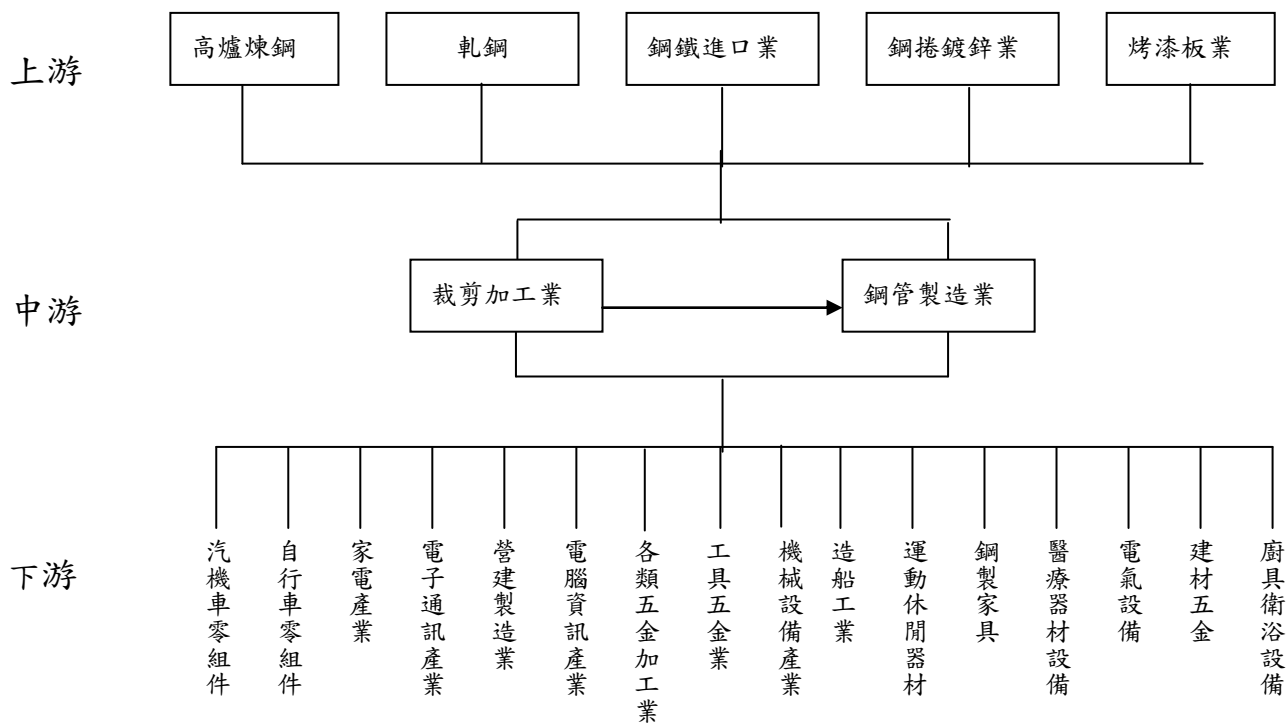 上游
高爐煉鋼
軋鋼
鋼鐵進口業
鋼捲鍍鋅業
烤漆板業
中游
裁剪加工業
鋼管製造業
下游
汽機車零組件
自行車零組件
家電產業
電子通訊產業
營建製造業
電腦資訊產業
各類五金加工業
工具五金業
機械設備產業
造船工業
運動休閒器材
鋼製家具
醫療器材設備
電氣設備
建材五金
廚具衛浴設備